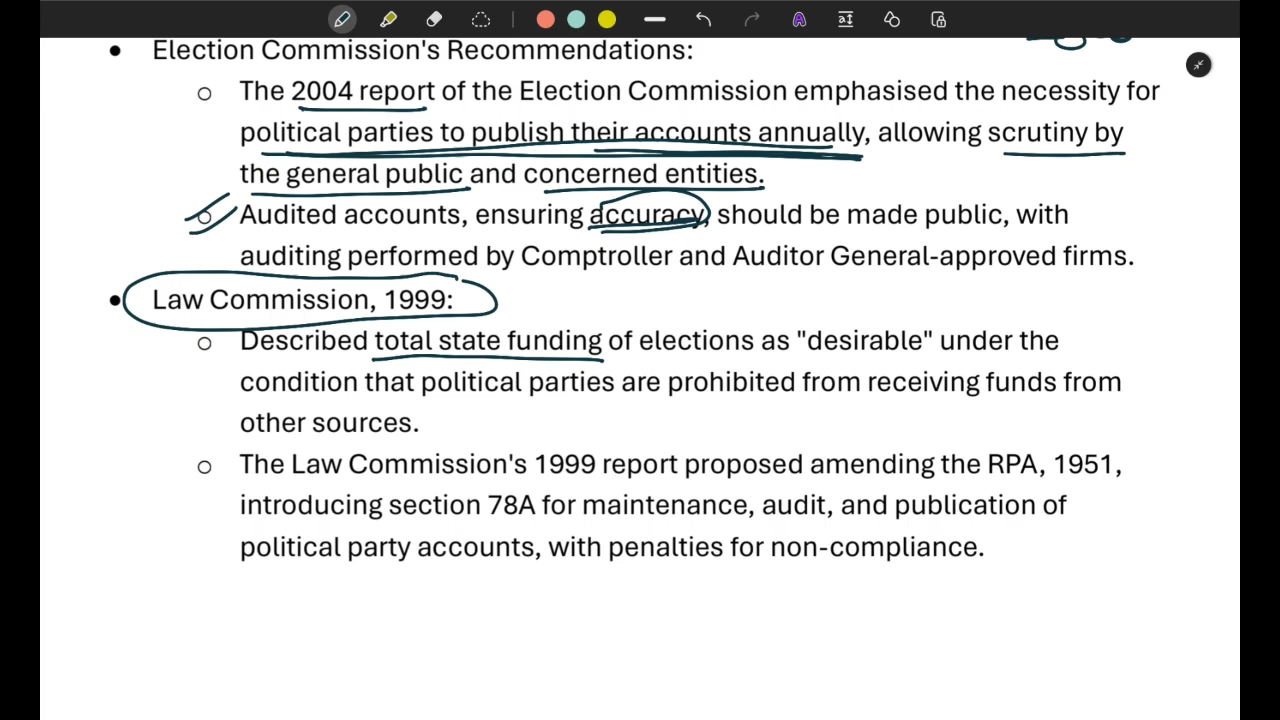 • Election Commission's Recommendations:
○ The 2004 report of the Election Commission emphasised the necessity for
political parties to publish their accounts annually, allowing scrutiny by
the general public and concerned entities.
○ Audited accounts, ensuring accuracy, should be made public, with
auditing performed by Comptroller and Auditor General-approved firms.
• Law Commission, 1999:
○ Described total state funding of elections as "desirable" under the
condition that political parties are prohibited from receiving funds from
other sources.
○ The Law Commission's 1999 report proposed amending the RPA, 1951,
introducing section 78A for maintenance, audit, and publication of
political party accounts, with penalties for non-compliance.